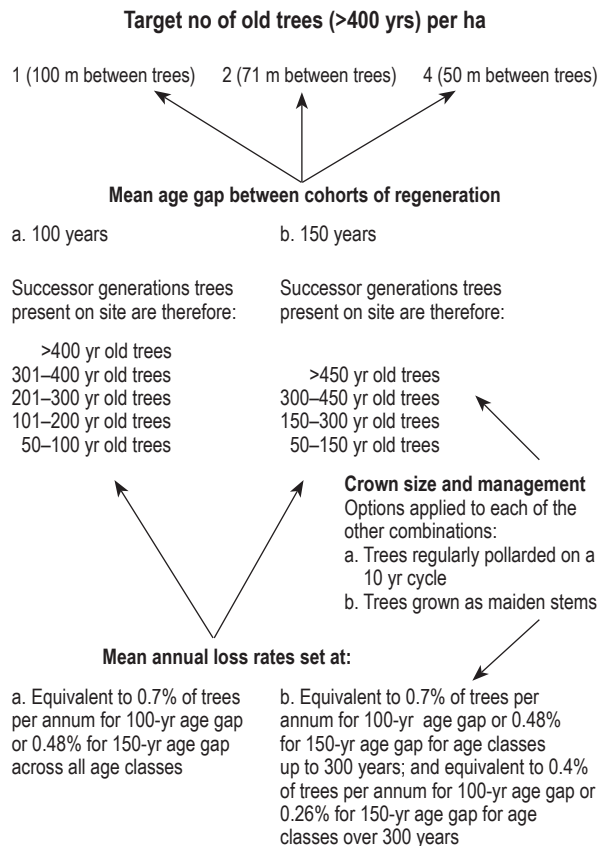 Target no of old trees (>400 yrs) per ha
1 (100 m between trees) 2 (71 m between trees) 4 (50 m between trees)
Mean age gap between cohorts of regeneration
a. 100 years
Successor generations trees
present on site are therefore:
>400 yr old trees
301–400 yr old trees
201–300 yr old trees
101–200 yr old trees
50–100 yr old trees
b. 150 years
Successor generations trees
present on site are therefore:
>450 yr old trees
300–450 yr old trees
150–300 yr old trees
50–150 yr old trees
Crown size and management
Options applied to each of the
other combinations:
a. Trees regularly pollarded on a
10 yr cycle
b. Trees grown as maiden stems
Mean annual loss rates set at:
a. Equivalent to 0.7% of trees
per annum for 100-yr age gap
or 0.48% for 150-yr age gap
across all age classes
b. Equivalent to 0.7% of trees per
annum for 100-yr age gap or 0.48%
for 150-yr age gap for age classes
up to 300 years; and equivalent to 0.4%
of trees per annum for 100-yr age gap or
0.26% for 150-yr age gap for age
classes over 300 years